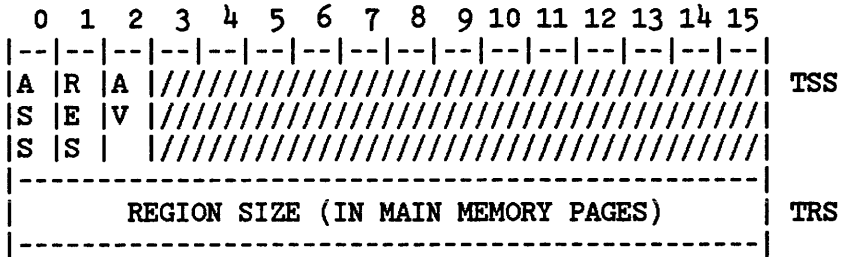 0 1 2 3 4 5 6 7 8 9 10 11 12 13 14 15
|--|--|--|--|--|--|--|--|--|--|--|--|--|--|--|--|
|A |R |A |//////////////////////////////////////| TSS
|S |E |V |//////////////////////////////////////|
|S |S | |//////////////////////////////////////|
|-----------------------------------------------|
| REGION SIZE (IN MAIN MEMORY PAGES) | TRS
|-----------------------------------------------|